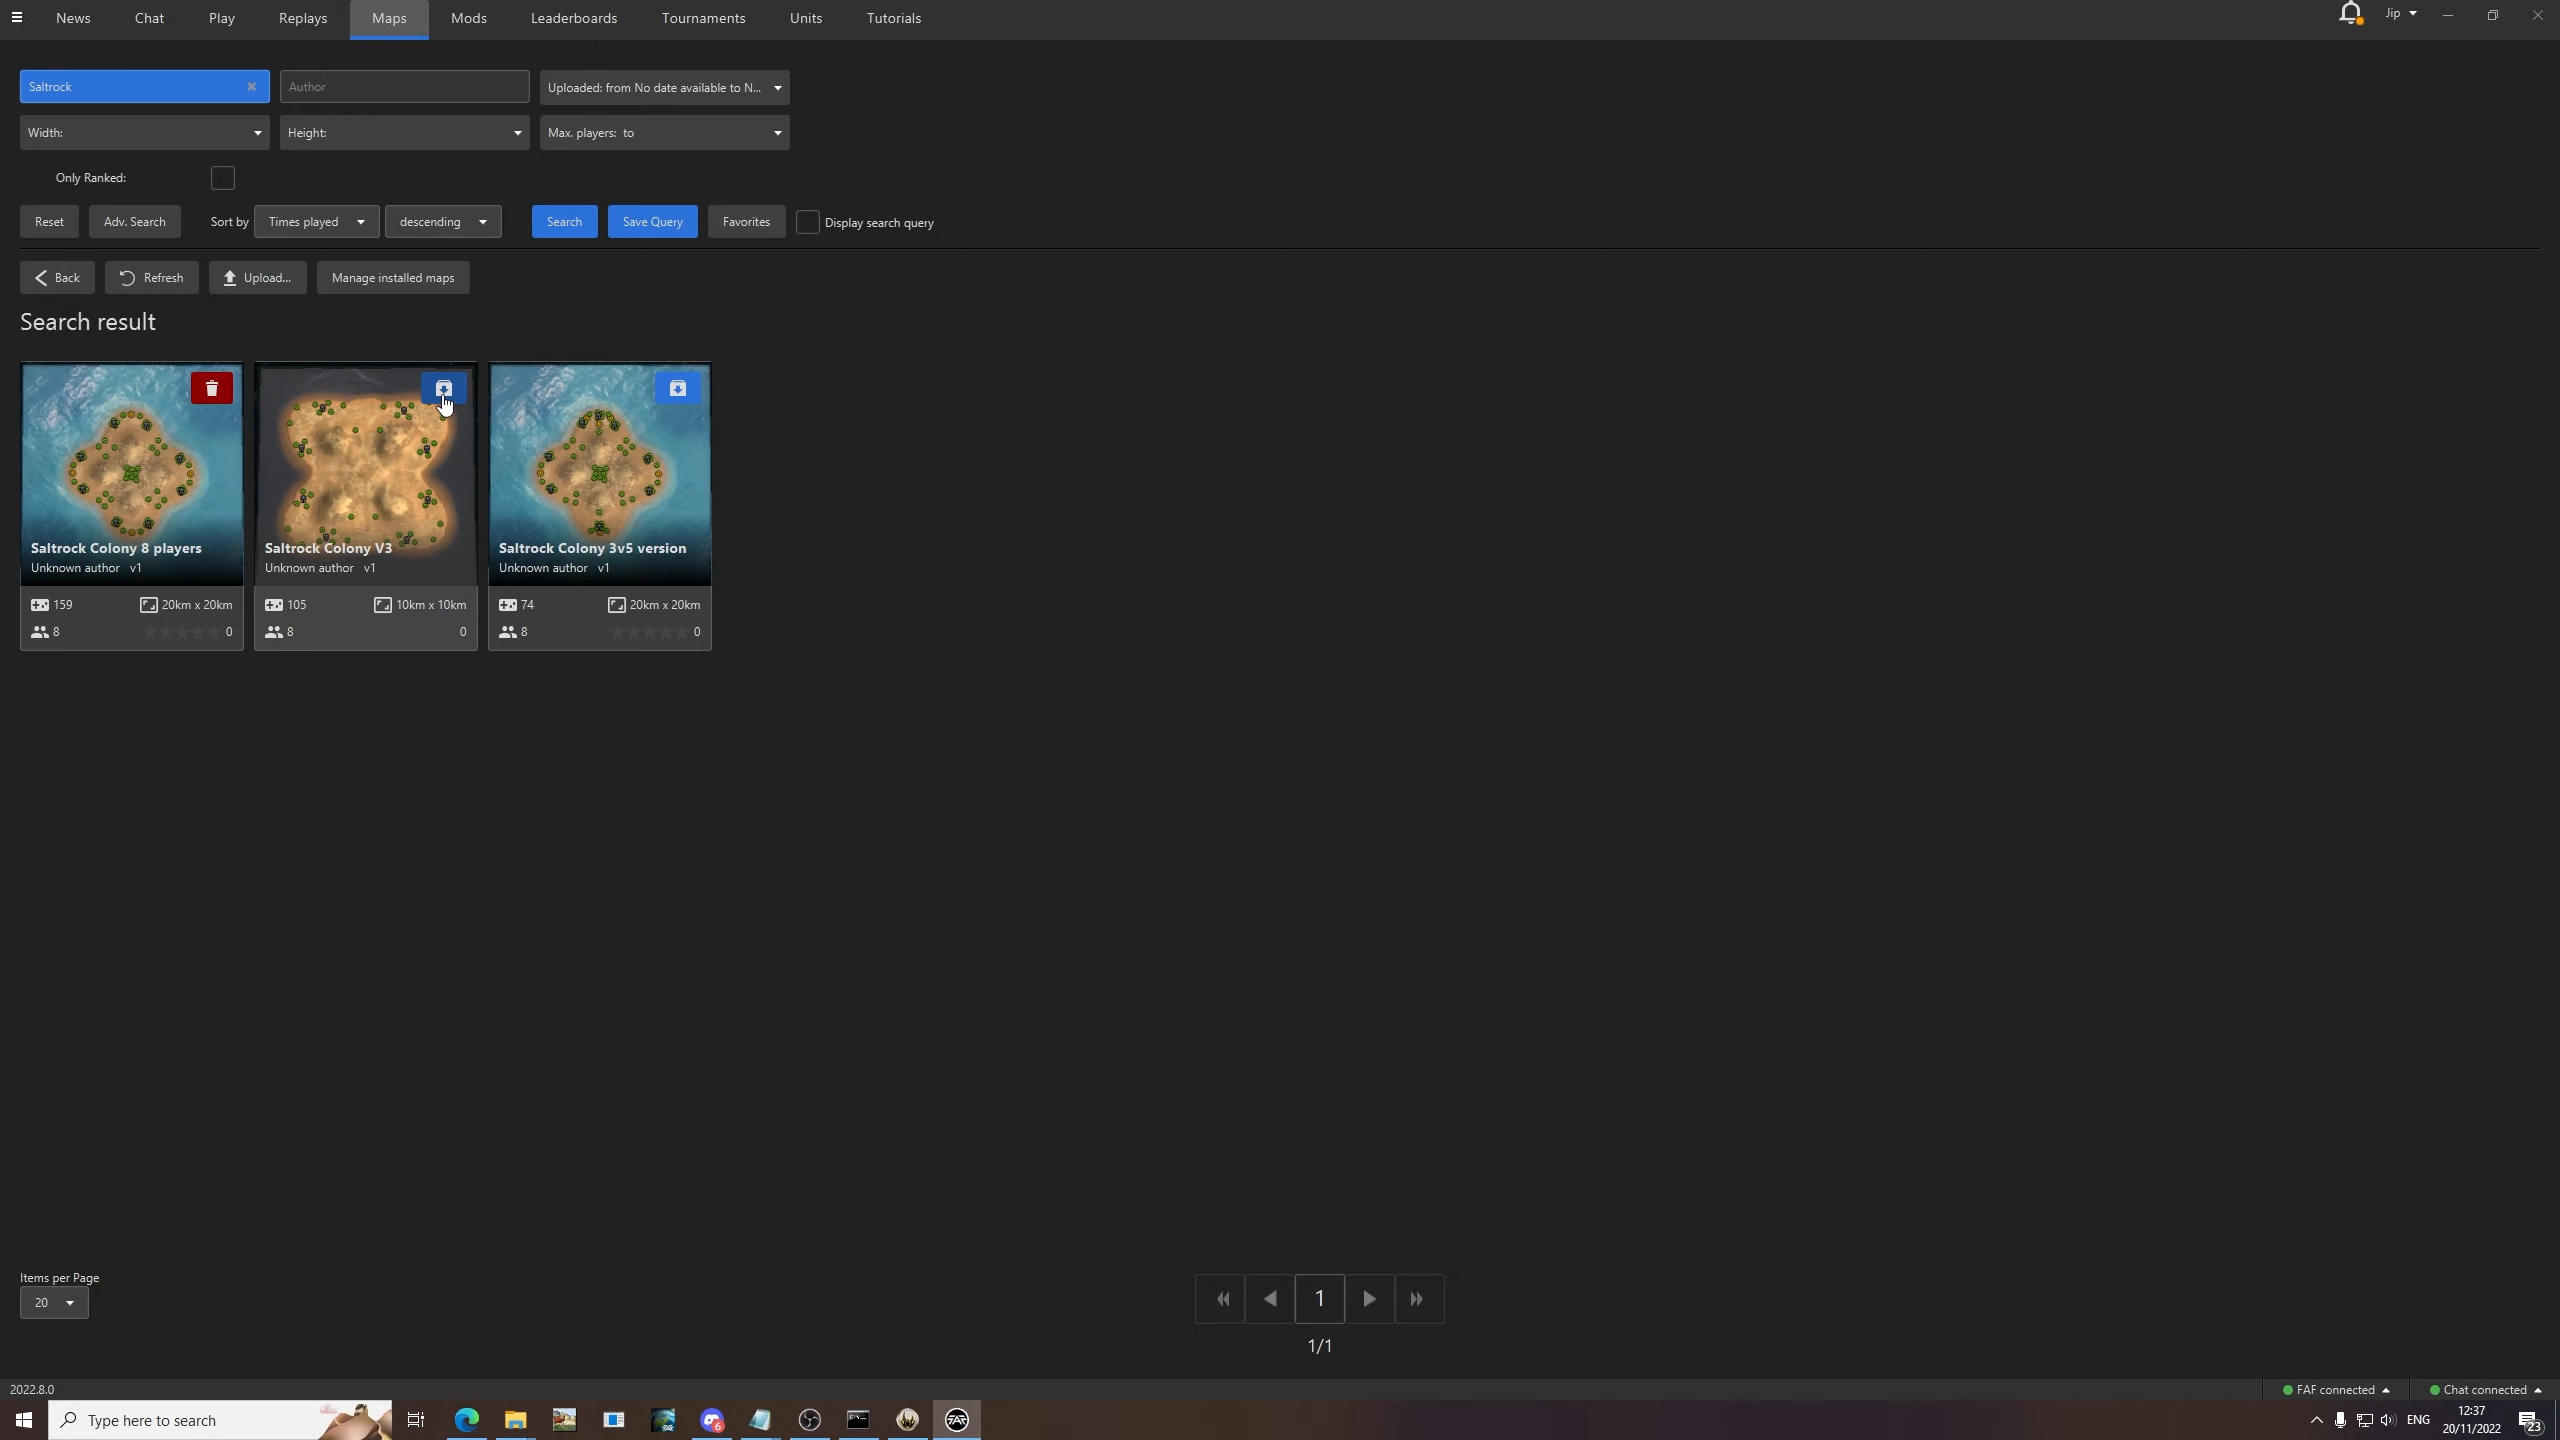 News Chat Play Replays Maps Mods Leaderboards Tournaments Units Tutorials Jip
Saltrock Author Uploaded: from No date available to N...
Width: Height: Max. players: to
Only Ranked:
Reset Adv. Search Sort by Times played descending Search Save Query Favorites Display search query
Back Refresh Upload... Manage installed maps
Search result
Saltrock Colony 8 players
Unknown author v1
159 20km x 20km
8 0
Saltrock Colony V3
Unknown author v1
105 10km x 10km
8 0
Saltrock Colony 3v5 version
Unknown author v1
74 20km x 20km
8 0
Items per Page
20
1
1/1
2022.8.0 FAF connected Chat connected
Type here to search
6
FAF
ENG
12:37
20/11/2022
23